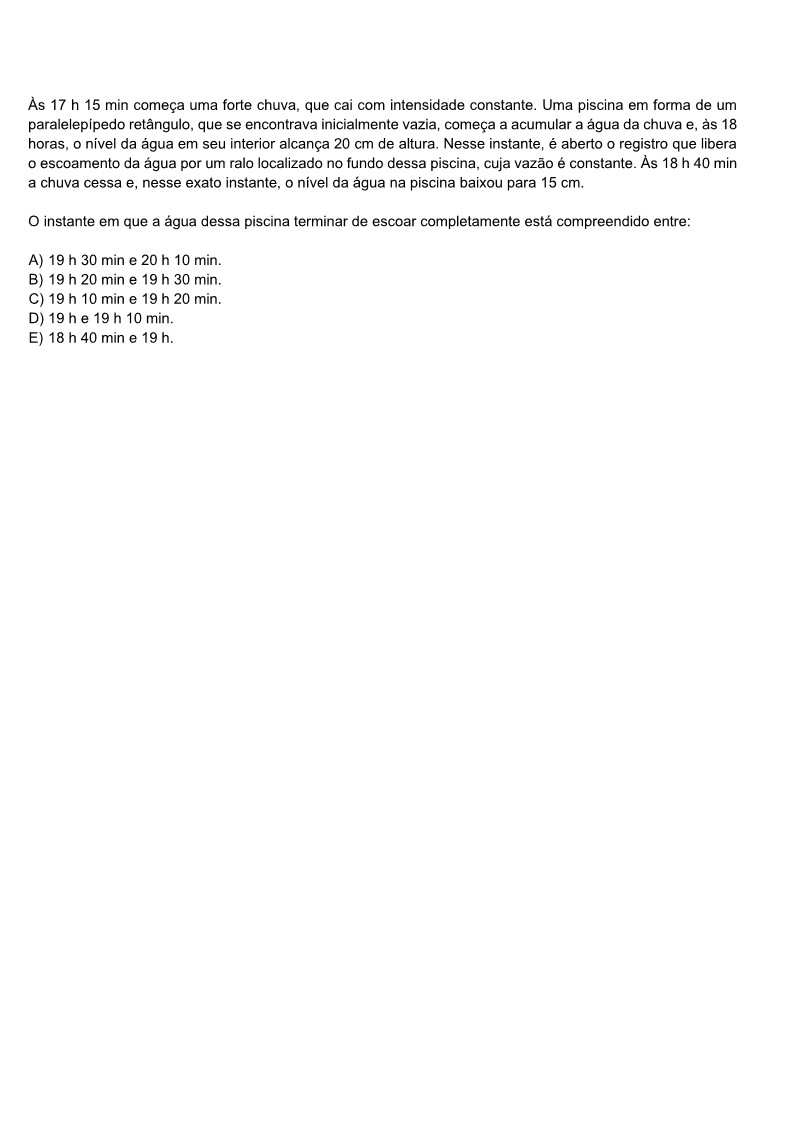 Às 17 h 15 min começa uma forte chuva, que cai com intensidade constante. Uma piscina em forma de um
paralelepípedo retângulo, que se encontrava inicialmente vazia, começa a acumular a água da chuva e, às 18
horas, o nível da água em seu interior alcança 20 cm de altura. Nesse instante, é aberto o registro que libera
o escoamento da água por um ralo localizado no fundo dessa piscina, cuja vazão é constante. Às 18 h 40 min
a chuva cessa e, nesse exato instante, o nível da água na piscina baixou para 15 cm.
O instante em que a água dessa piscina terminar de escoar completamente está compreendido entre:
A) 19 h 30 min e 20 h 10 min.
B) 19 h 20 min e 19 h 30 min.
C) 19 h 10 min e 19 h 20 min.
D) 19 h e 19 h 10 min.
E) 18 h 40 min e 19 h.